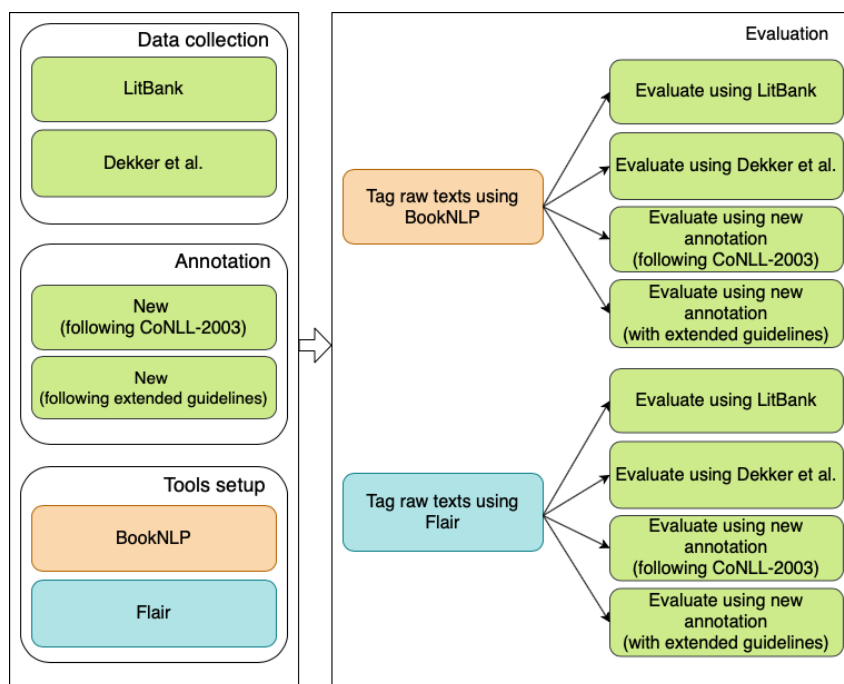 Data collection
LitBank
Dekker et al.
Annotation
New
(following CoNLL-2003)
New
(following extended guidelines)
Tools setup
BookNLP
Flair
Evaluation
Tag raw texts using
BookNLP
Evaluate using LitBank
Evaluate using Dekker et al.
Evaluate using new
annotation
(following CoNLL-2003)
Evaluate using new
annotation
(with extended guidelines)
Tag raw texts using
Flair
Evaluate using LitBank
Evaluate using Dekker et al.
Evaluate using new
annotation
(following CoNLL-2003)
Evaluate using new
annotation
(with extended guidelines)